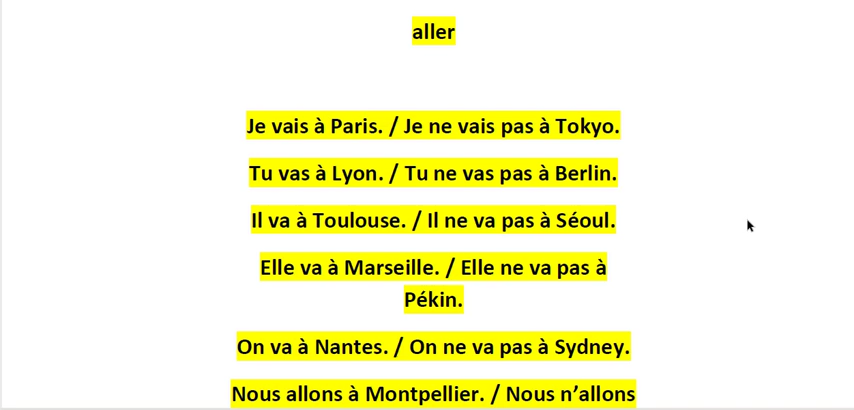 aller
Je vais à Paris. / Je ne vais pas à Tokyo.
Tu vas à Lyon. / Tu ne vas pas à Berlin.
Il va à Toulouse. / Il ne va pas à Séoul.
Elle va à Marseille. / Elle ne va pas à
Pékin.
On va à Nantes. / On ne va pas à Sydney.
Nous allons à Montpellier. / Nous n’allons